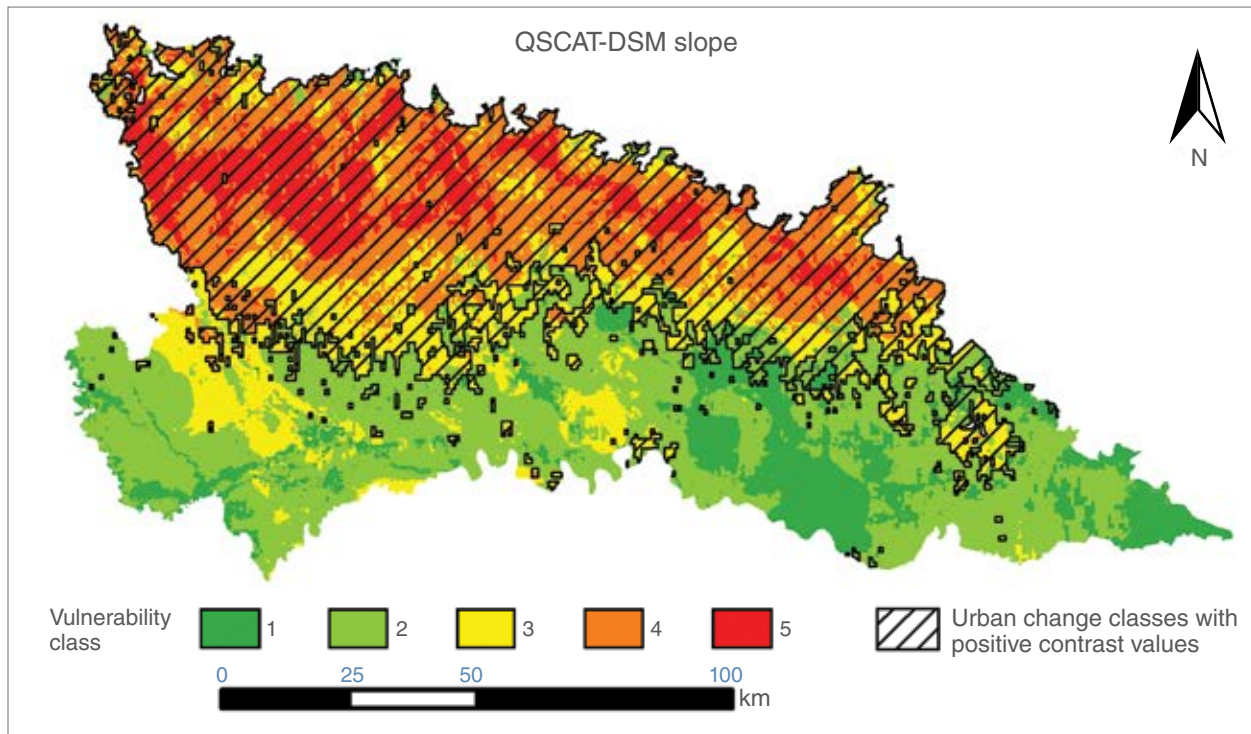 QSCAT-DSM slope
N
Vulnerability
class
1
2
3
4
5
Urban change classes with
positive contrast values
0
25
50
100
km